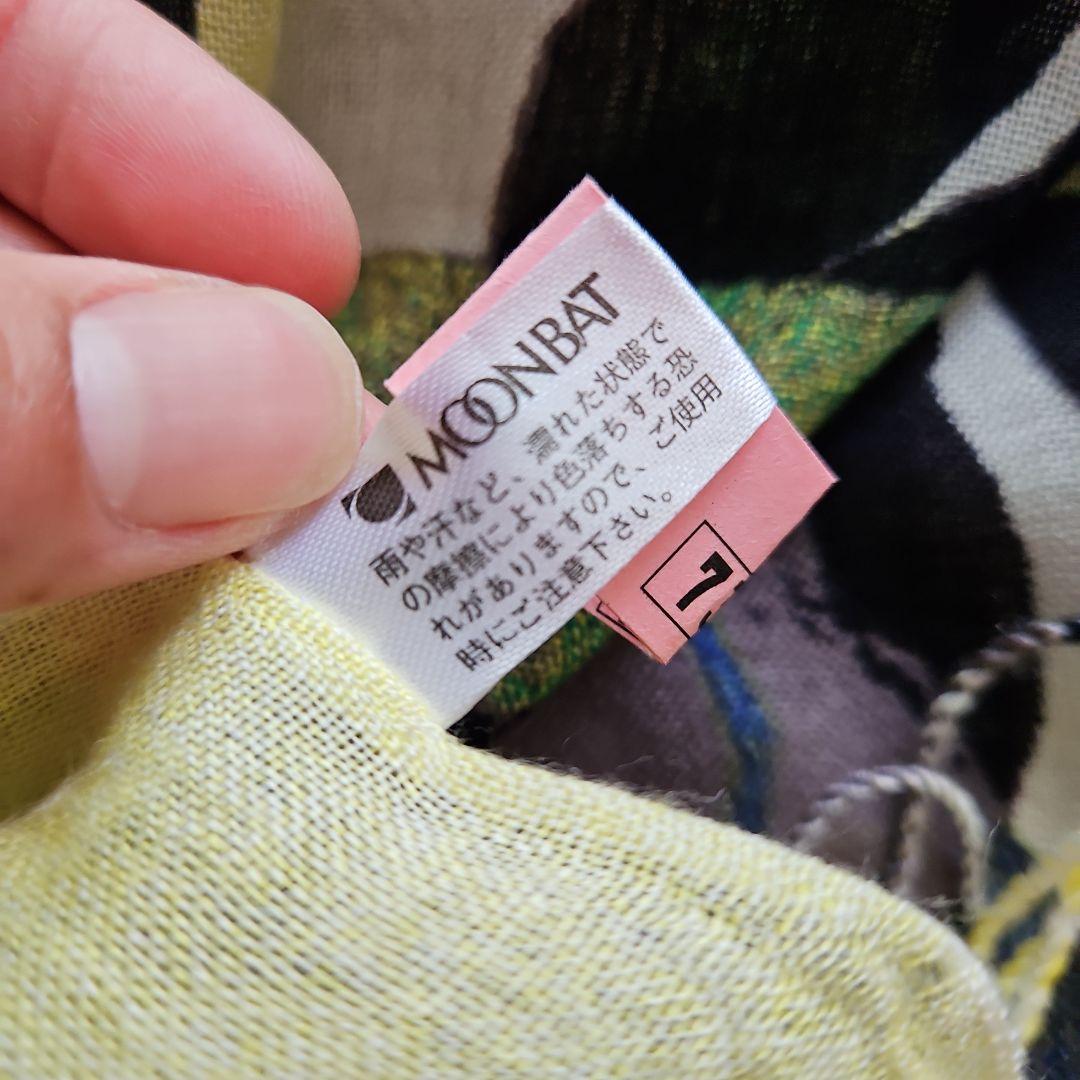 MOONBAT
雨や汗など、濡れた状態で
の摩擦により色落ちする恐
れがありますので、ご使用
時にご注意下さい。
7